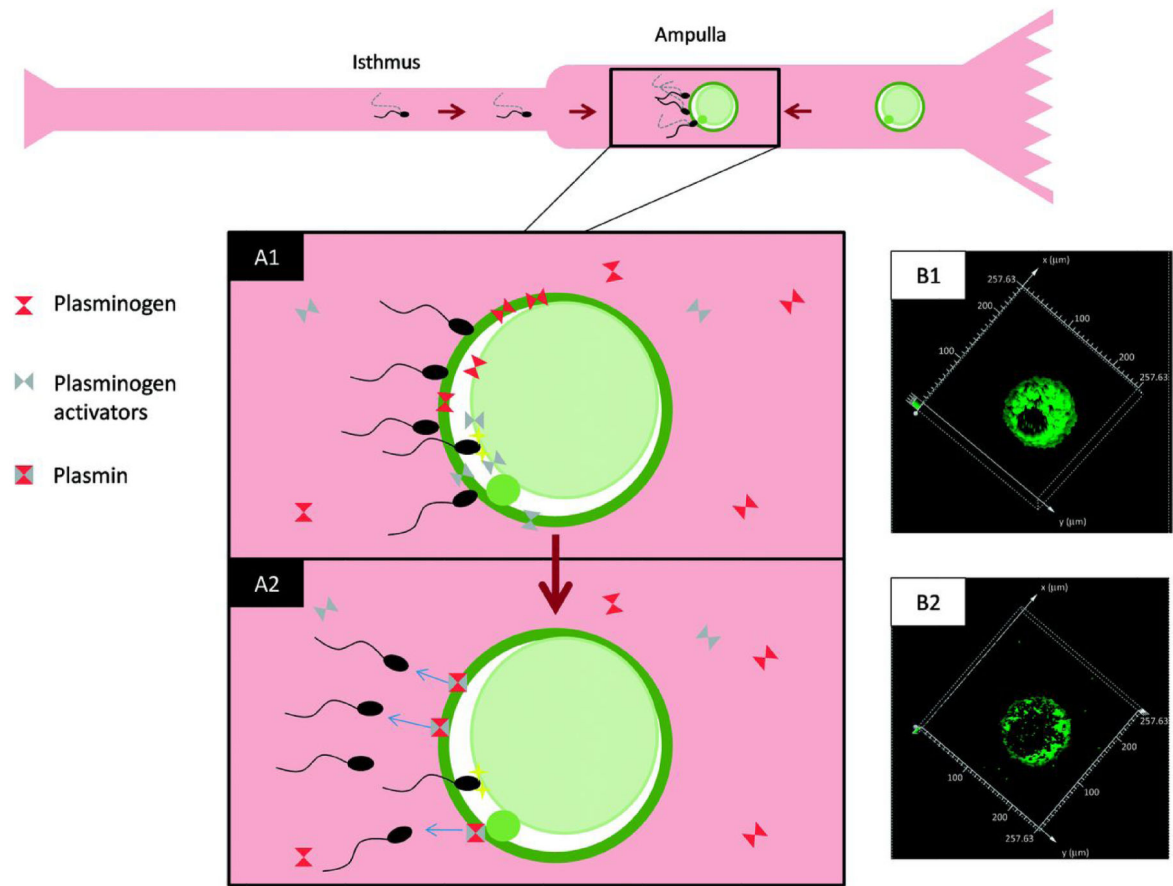 Isthmus
Ampulla
A1
Plasminogen
Plasminogen
activators
Plasmin
A2
B1
x (µm)
257.63
200
100
100
200
257.63
y (µm)
B2
x (µm)
257.63
200
100
100
200
257.63
y (µm)